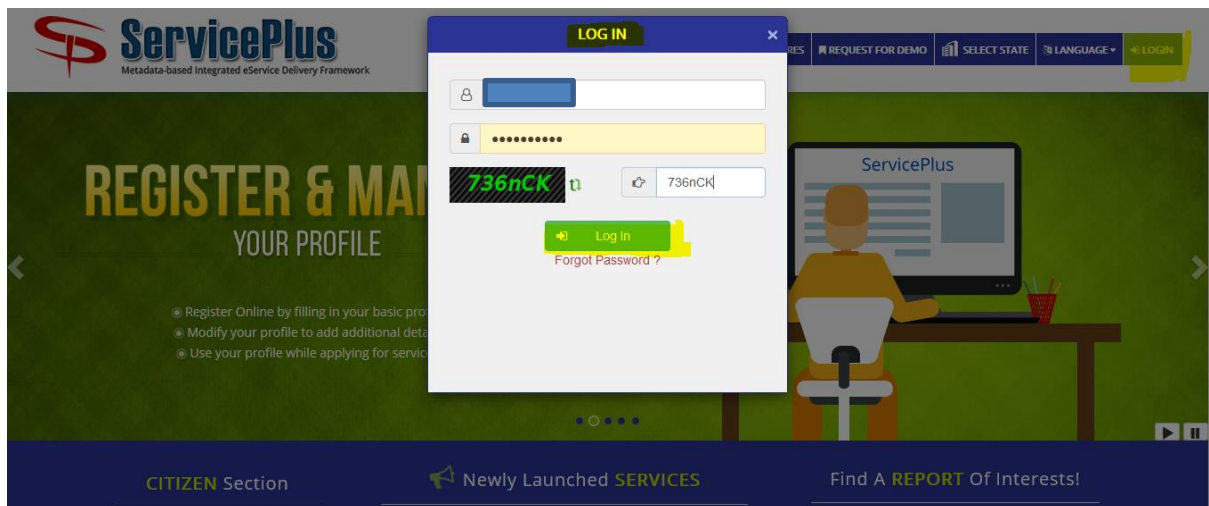 ServicePlus
Metadata-based Integrated eService Delivery Framework
RES REQUEST FOR DEMO SELECT STATE LANGUAGE LOGIN
LOG IN ×
••••••••••
736nCK 736nCK
Log In
Forgot Password ?
REGISTER & MA
YOUR PROFILE
Register Online by filling in your basic pro
Modify your profile to add additional deta
Use your profile while applying for servic
ServicePlus
CITIZEN Section
Newly Launched SERVICES
Find A REPORT Of Interests!